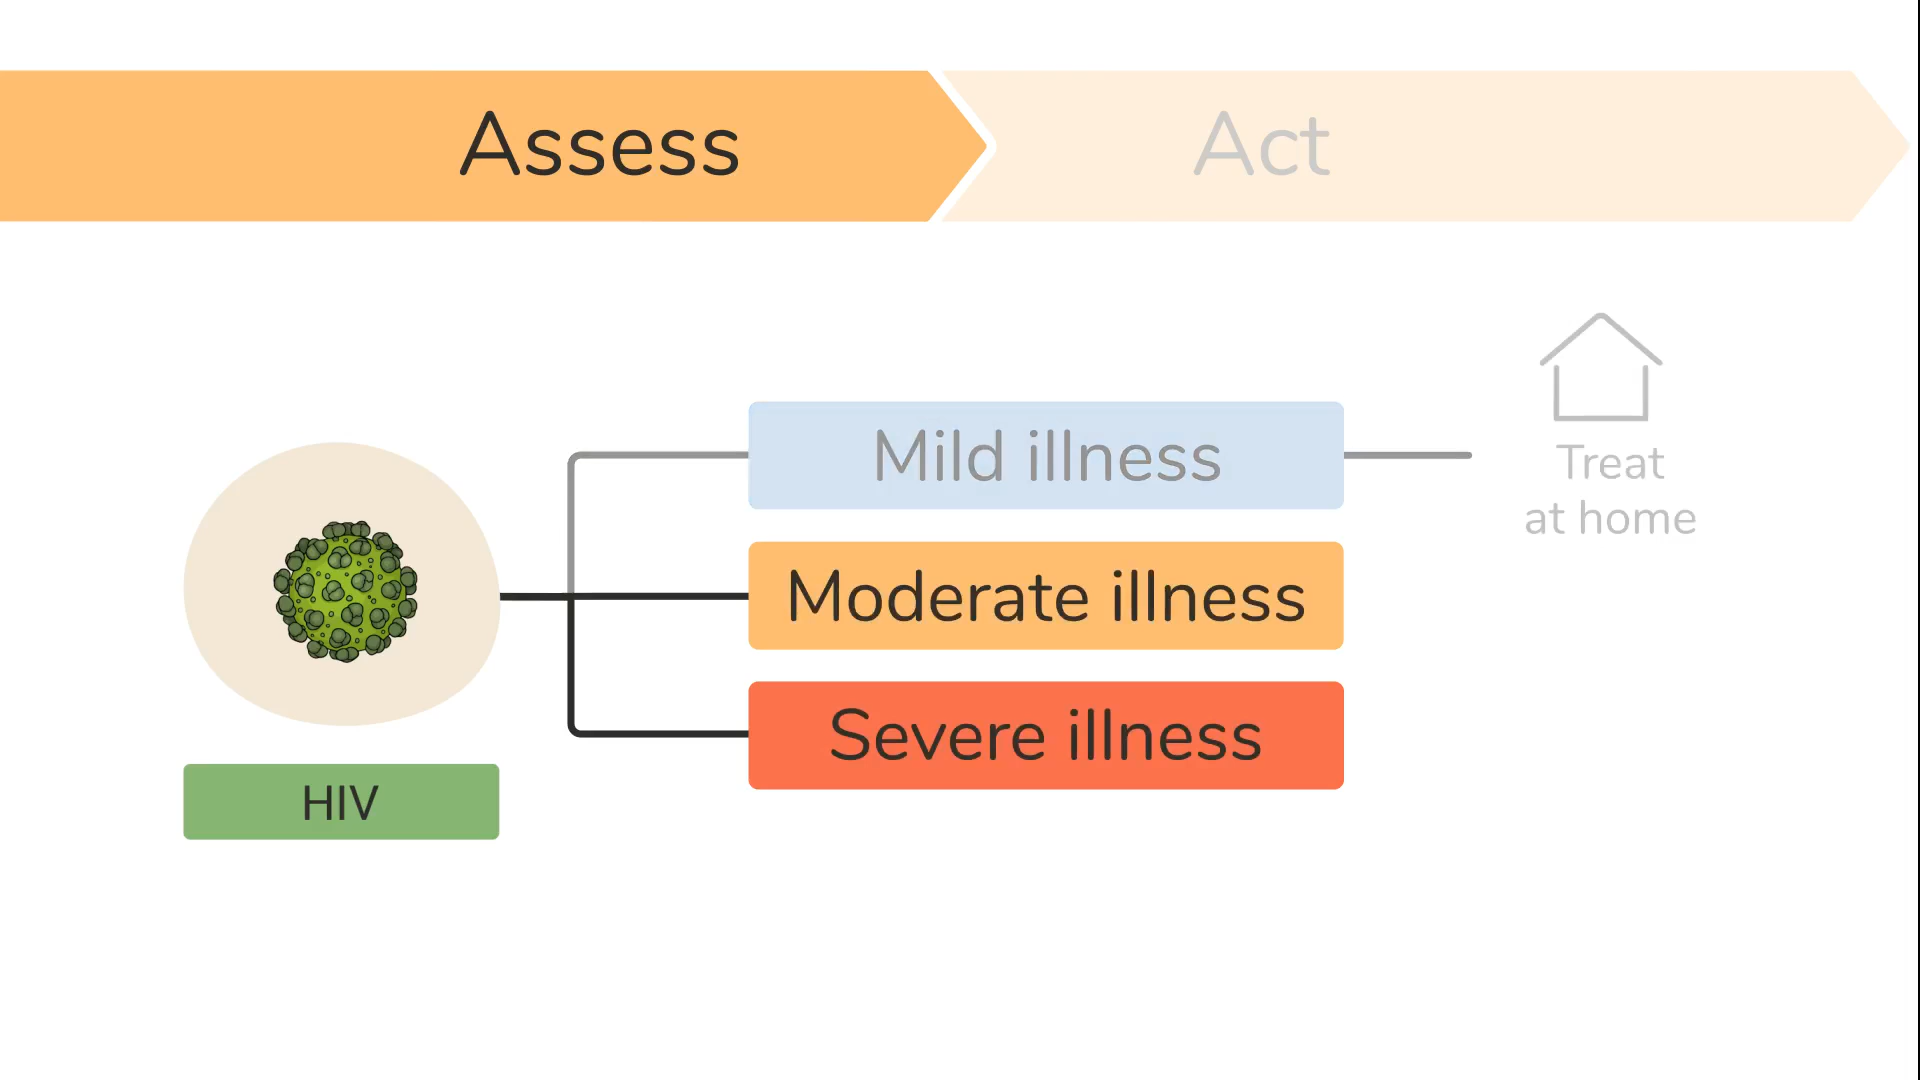 Assess
Act
Mild illness
Treat
at home
Moderate illness
Severe illness
HIV